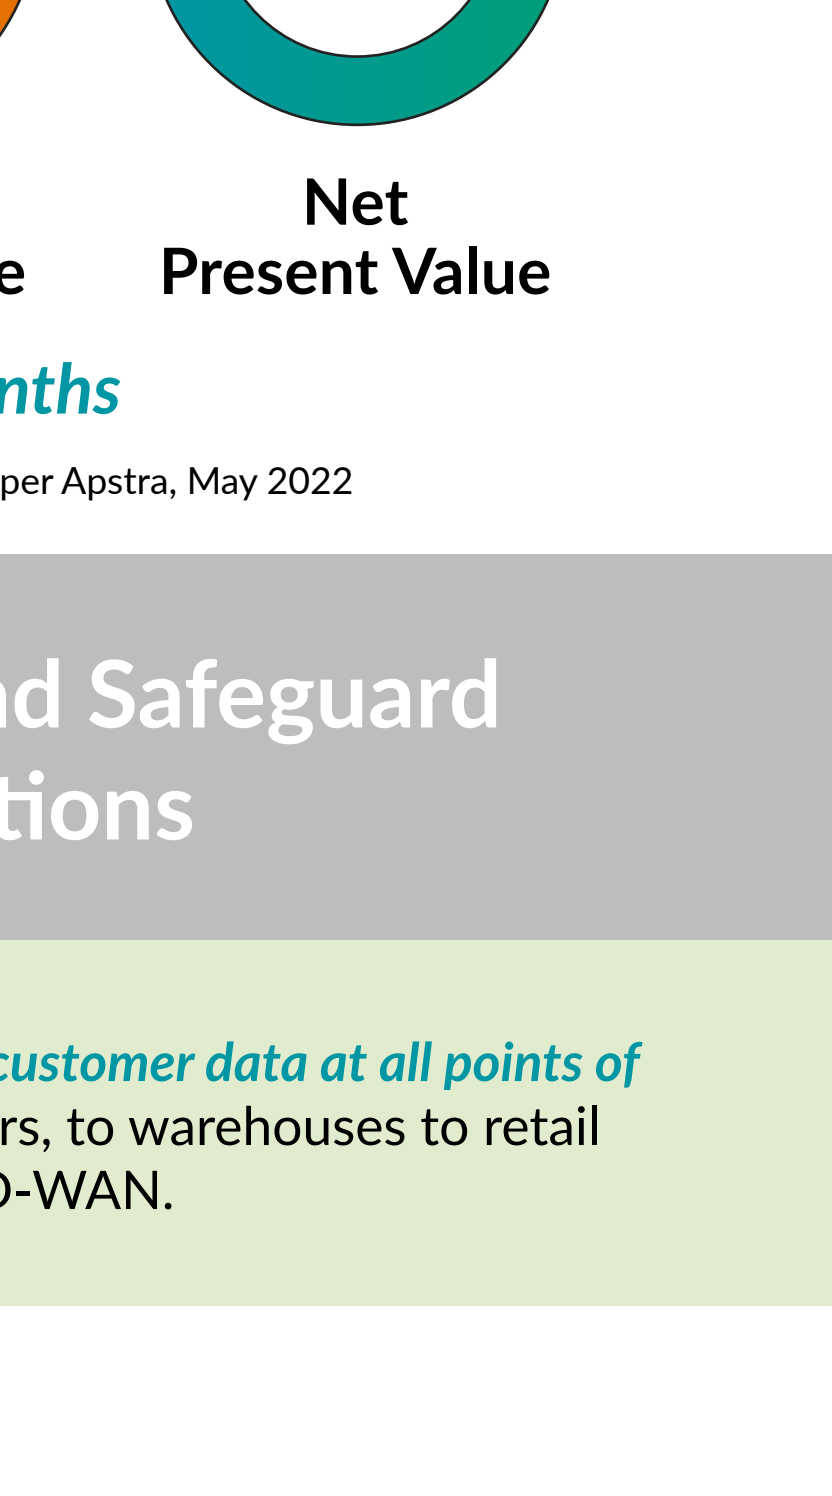 Net
Present Value
nths
per Apstra, May 2022
nd Safeguard
tions
customer data at all points of
rs, to warehouses to retail
D-WAN.